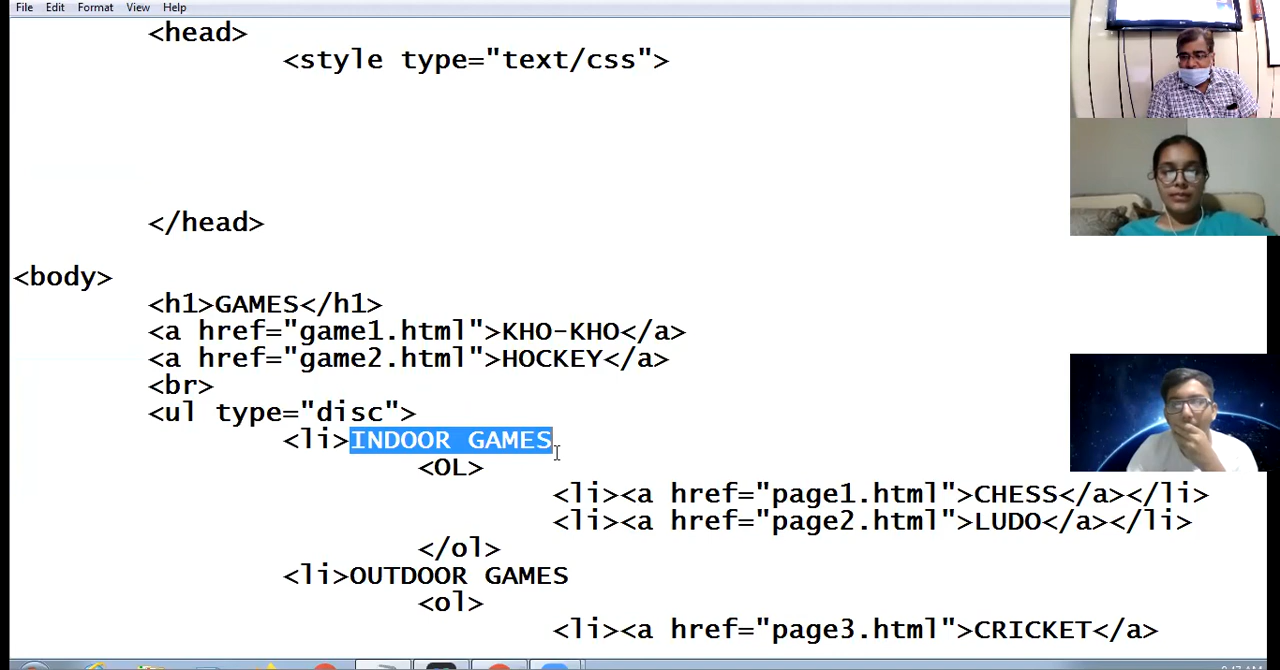 File Edit Format View Help
<head>
<style type="text/css">
</head>
<body>
<h1>GAMES</h1>
<a href="game1.html">KHO-KHO</a>
<a href="game2.html">HOCKEY</a>
<br>
<ul type="disc">
<li>INDOOR GAMES
<OL>
<li><a href="page1.html">CHESS</a></li>
<li><a href="page2.html">LUDO</a></li>
</ol>
<li>OUTDOOR GAMES
<ol>
<li><a href="page3.html">CRICKET</a>